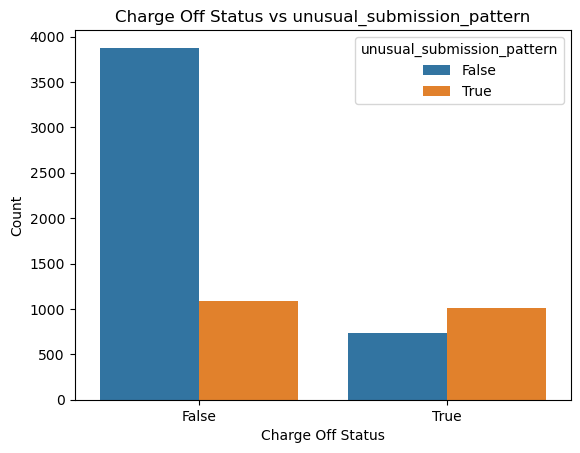 Charge Off Status vs unusual_submission_pattern
unusual_submission_pattern
False
True
Count
4000
3500
3000
2500
2000
1500
1000
500
0
False
True
Charge Off Status